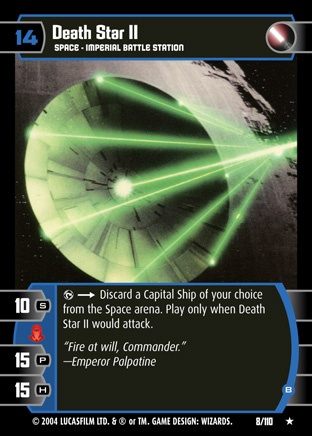 14 Death Star II
SPACE - IMPERIAL BATTLE STATION
10 S
15 P
15 H
→ Discard a Capital Ship of your choice
from the Space arena. Play only when Death
Star II would attack.
"Fire at will, Commander."
—Emperor Palpatine
B
© 2004 LUCASFILM LTD. & ® or TM. GAME DESIGN: WIZARDS. 8/110 ★